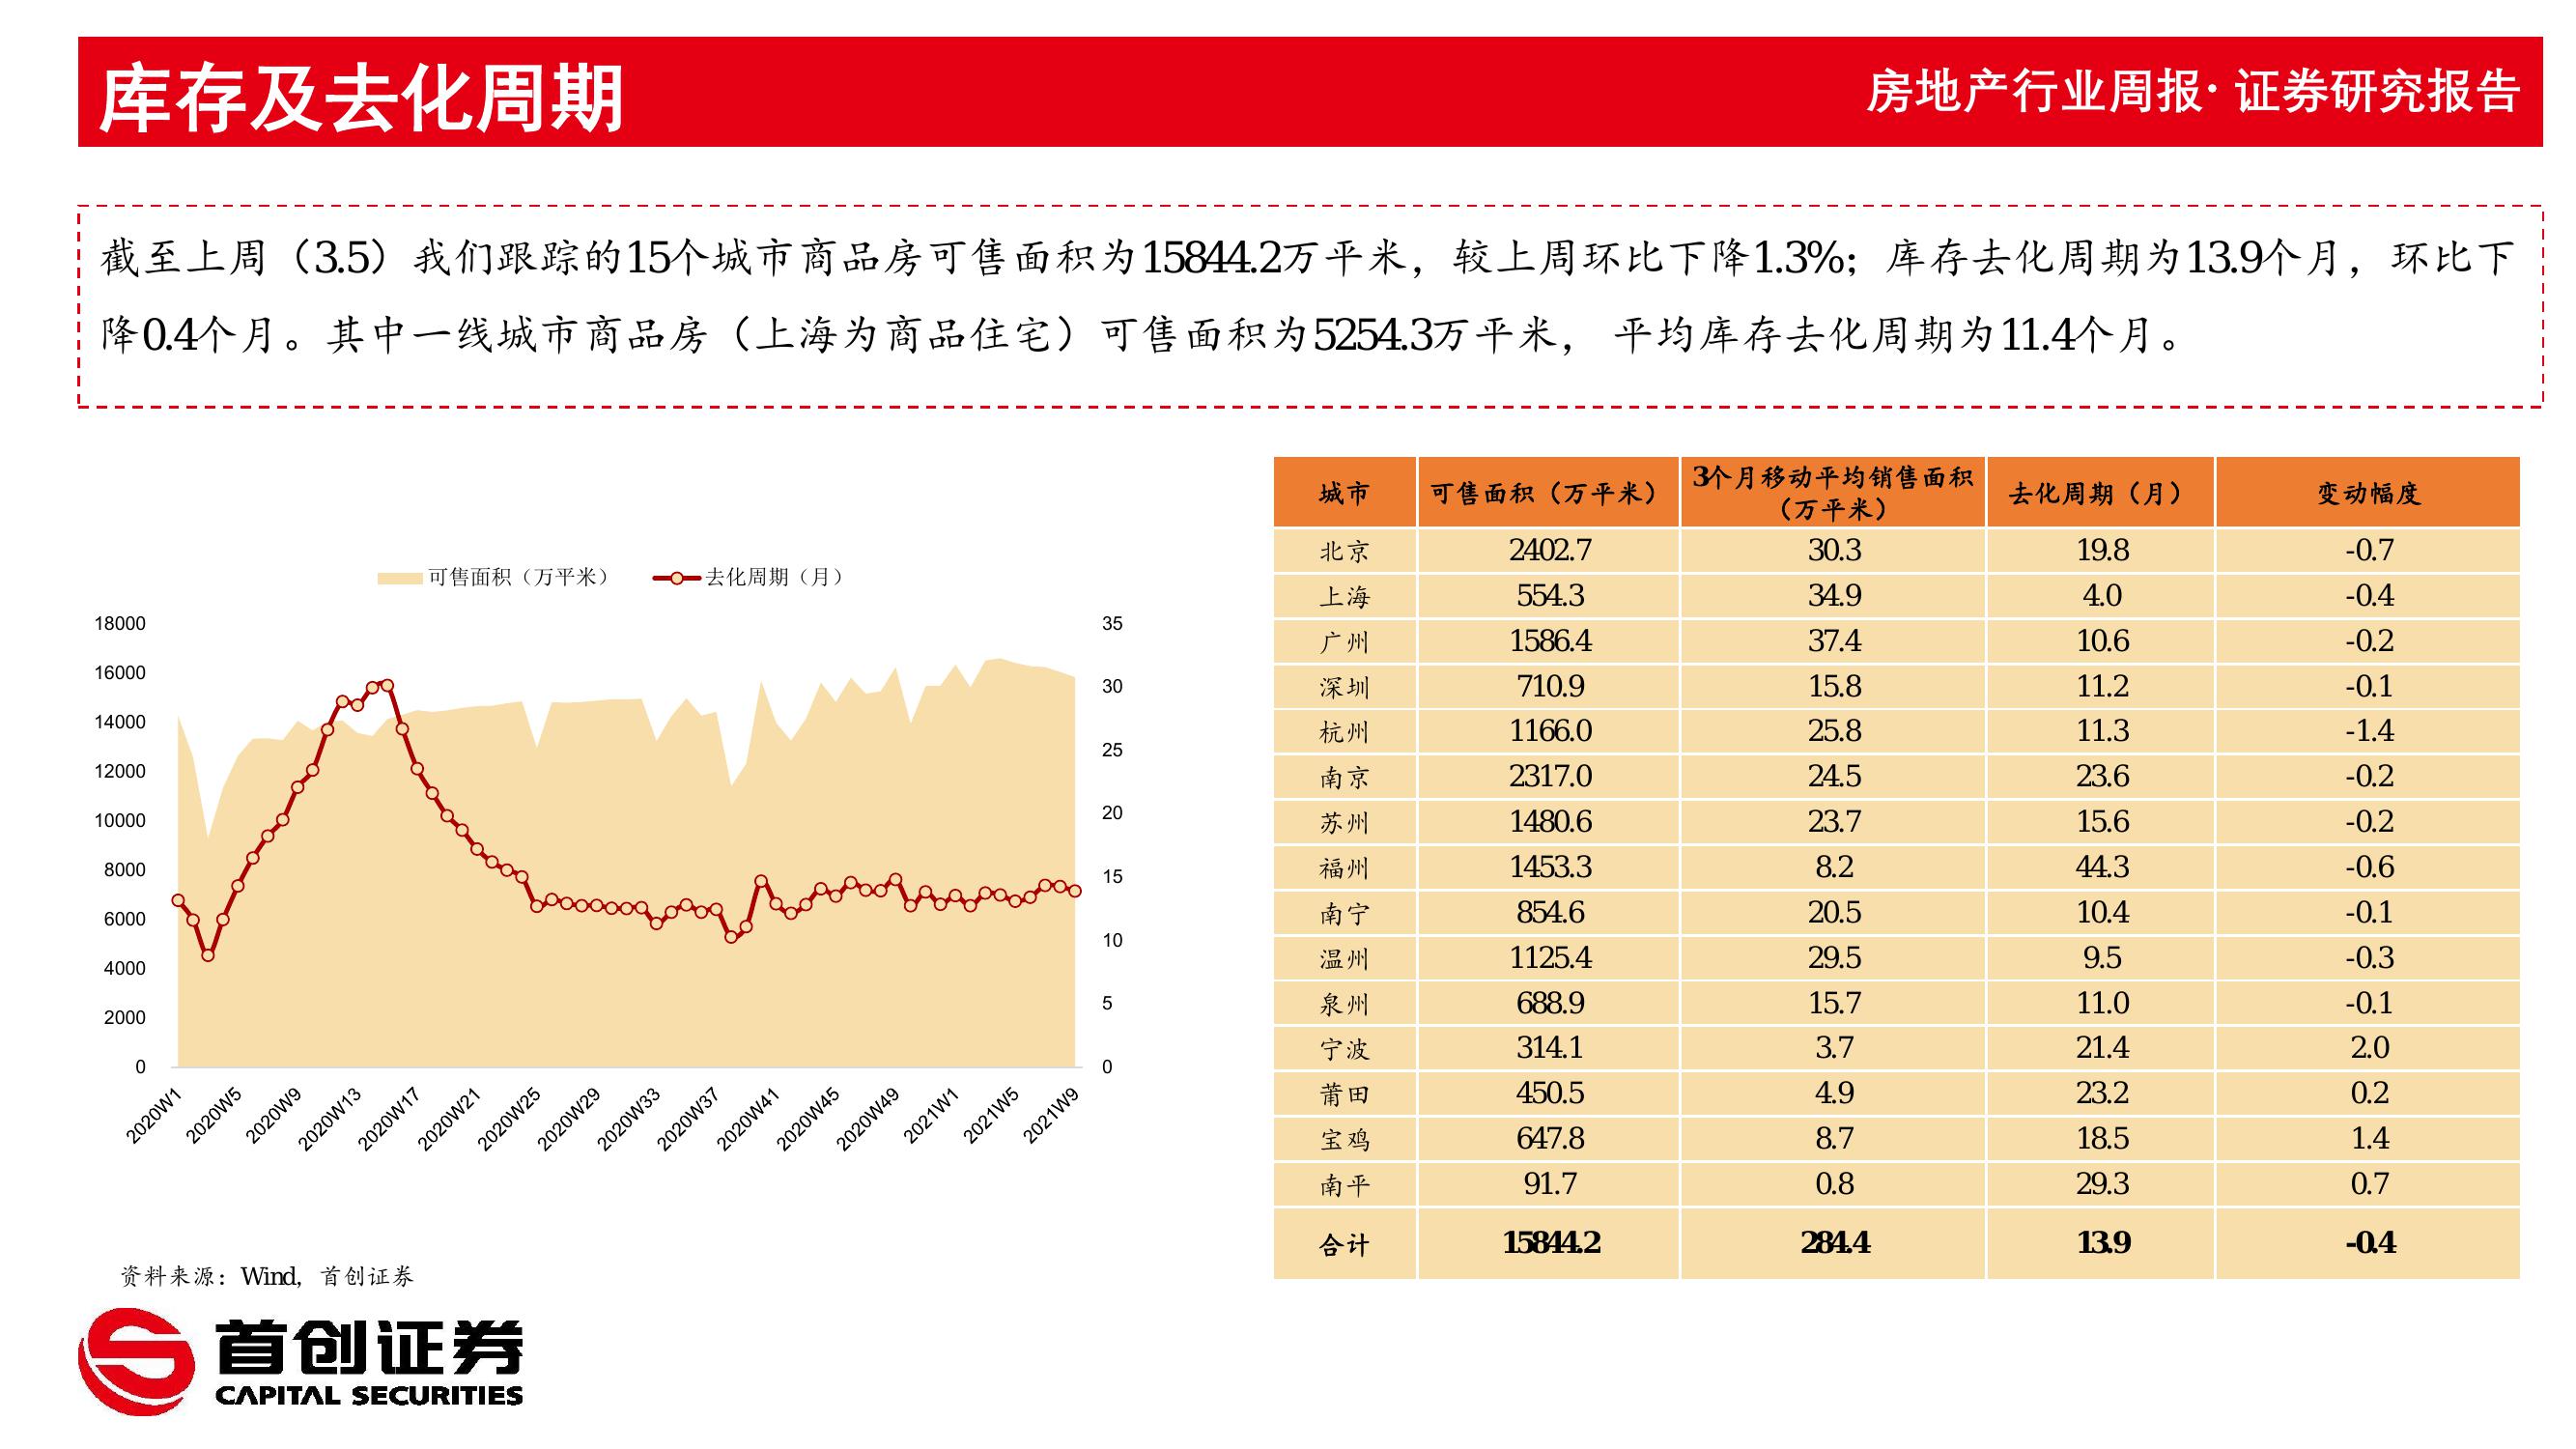 库存及去化周期
房地产行业周报· 证券研究报告
截至上周（3.5）我们跟踪的15个城市商品房可售面积为15844.2万平米，较上周环比下降1.3%；库存去化周期为13.9个月，环比下
降0.4个月。其中一线城市商品房（上海为商品住宅）可售面积为5254.3万平米， 平均库存去化周期为11.4个月。
可售面积（万平米） 去化周期（月）
18000
16000
14000
12000
10000
8000
6000
4000
2000
0
35
30
25
20
15
10
5
0
2020W1 2020W5 2020W9 2020W13 2020W17 2020W21 2020W25 2020W29 2020W33 2020W37 2020W41 2020W45 2020W49 2021W1 2021W5 2021W9
城市 可售面积（万平米） 3个月移动平均销售面积（万平米） 去化周期（月） 变动幅度
北京 2402.7 30.3 19.8 -0.7
上海 554.3 34.9 4.0 -0.4
广州 1586.4 37.4 10.6 -0.2
深圳 710.9 15.8 11.2 -0.1
杭州 1166.0 25.8 11.3 -1.4
南京 2317.0 24.5 23.6 -0.2
苏州 1480.6 23.7 15.6 -0.2
福州 1453.3 8.2 44.3 -0.6
南宁 854.6 20.5 10.4 -0.1
温州 1125.4 29.5 9.5 -0.3
泉州 688.9 15.7 11.0 -0.1
宁波 314.1 3.7 21.4 2.0
莆田 450.5 4.9 23.2 0.2
宝鸡 647.8 8.7 18.5 1.4
南平 91.7 0.8 29.3 0.7
合计 15844.2 284.4 13.9 -0.4
资料来源：Wind，首创证券
首创证券
CAPITAL SECURITIES